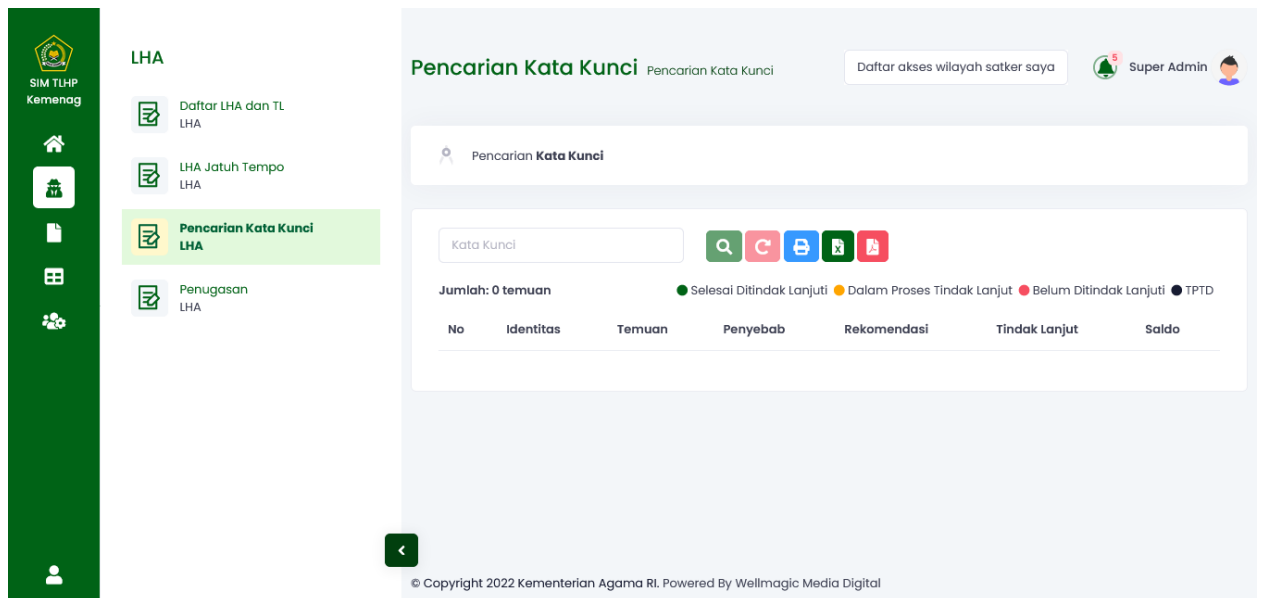 SIM TLHP
Kemenag
LHA
Daftar LHA dan TL
LHA
LHA Jatuh Tempo
LHA
Pencarian Kata Kunci
LHA
Penugasan
LHA
Pencarian Kata Kunci Pencarian Kata Kunci
Daftar akses wilayah satker saya
5
Super Admin
Pencarian Kata Kunci
Kata Kunci
Jumlah: 0 temuan
Selesai Ditindak Lanjuti Dalam Proses Tindak Lanjut Belum Ditindak Lanjuti TPTD
No Identitas Temuan Penyebab Rekomendasi Tindak Lanjut Saldo
© Copyright 2022 Kementerian Agama RI. Powered By Wellmagic Media Digital